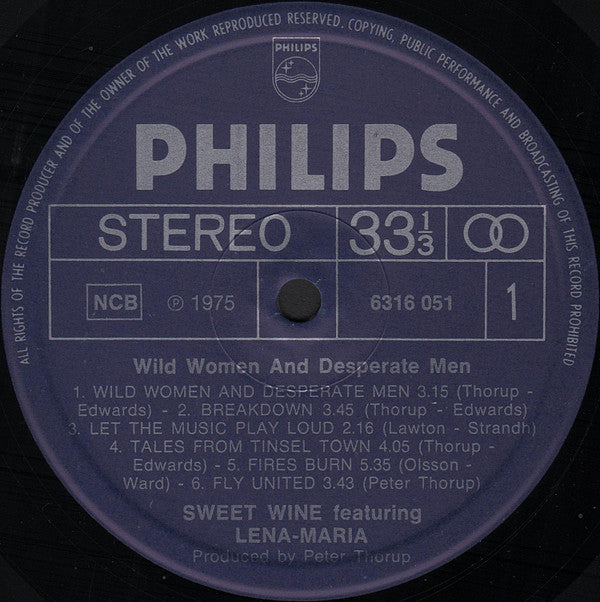 ALL RIGHTS OF THE RECORD PRODUCER AND OF THE OWNER OF THE WORK REPRODUCED RESERVED. COPYING, PUBLIC PERFORMANCE AND BROADCASTING OF THIS RECORD PROHIBITED
PHILIPS
PHILIPS
STEREO 33 1/3
NCB ℗ 1975 6316 051 1
Wild Women And Desperate Men
1. WILD WOMEN AND DESPERATE MEN 3.15 (Thorup -
Edwards) - 2. BREAKDOWN 3.45 (Thorup - Edwards)
3. LET THE MUSIC PLAY LOUD 2.16 (Lawton - Strandh)
4. TALES FROM TINSEL TOWN 4.05 (Thorup -
Edwards) - 5. FIRES BURN 5.35 (Olsson -
Ward) - 6. FLY UNITED 3.43 (Peter Thorup)
SWEET WINE featuring
LENA-MARIA
Produced by Peter Thorup